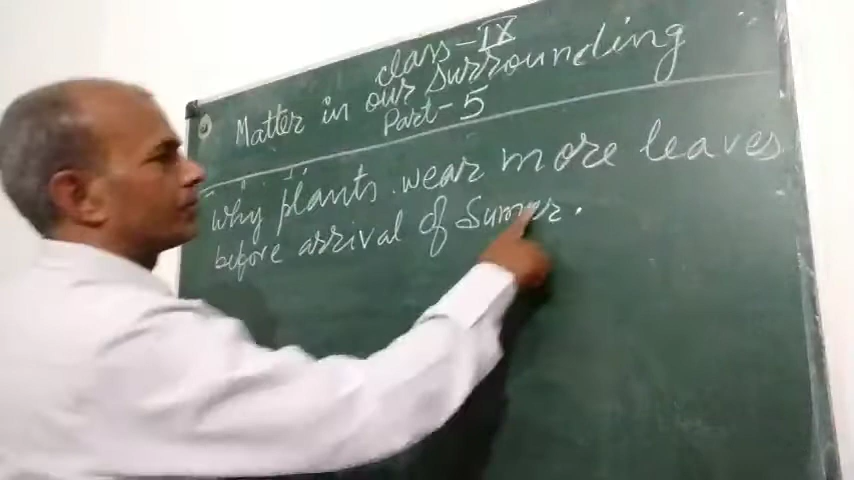 class-IX
Matter in our Surrounding
Part-5
why plants wear more leaves
before arrival of Summer.